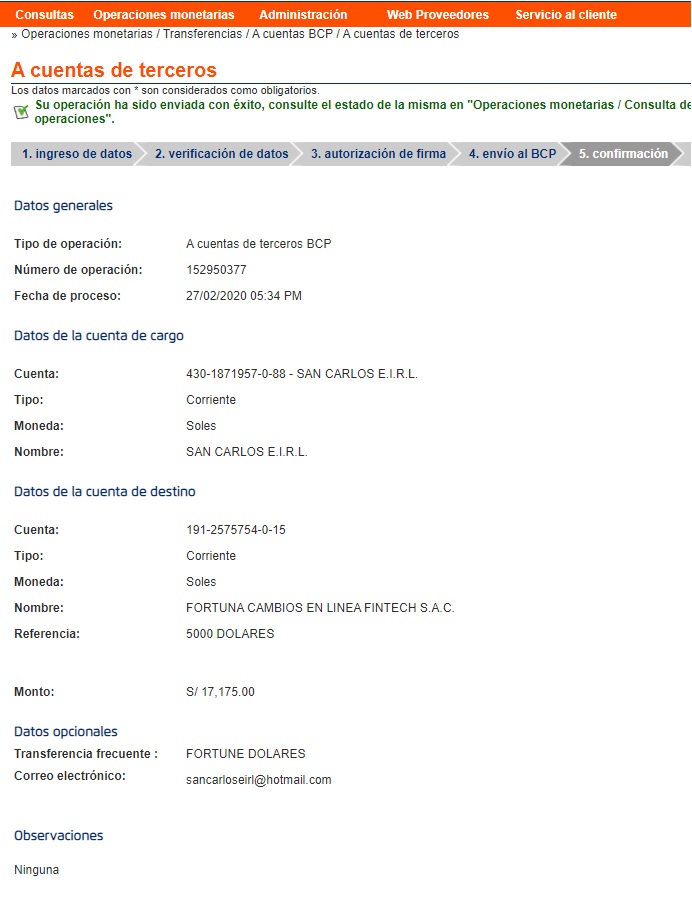 Consultas Operaciones monetarias Administración Web Proveedores Servicio al cliente
» Operaciones monetarias / Transferencias / A cuentas BCP / A cuentas de terceros
A cuentas de terceros
Los datos marcados con * son considerados como obligatorios.
Su operación ha sido enviada con éxito, consulte el estado de la misma en "Operaciones monetarias / Consulta de
operaciones".
1. ingreso de datos 2. verificación de datos 3. autorización de firma 4. envío al BCP 5. confirmación
Datos generales
Tipo de operación: A cuentas de terceros BCP
Número de operación: 152950377
Fecha de proceso: 27/02/2020 05:34 PM
Datos de la cuenta de cargo
Cuenta: 430-1871957-0-88 - SAN CARLOS E.I.R.L.
Tipo: Corriente
Moneda: Soles
Nombre: SAN CARLOS E.I.R.L.
Datos de la cuenta de destino
Cuenta: 191-2575754-0-15
Tipo: Corriente
Moneda: Soles
Nombre: FORTUNA CAMBIOS EN LINEA FINTECH S.A.C.
Referencia: 5000 DOLARES
Monto: S/ 17,175.00
Datos opcionales
Transferencia frecuente : FORTUNE DOLARES
Correo electrónico: sancarloseirl@hotmail.com
Observaciones
Ninguna